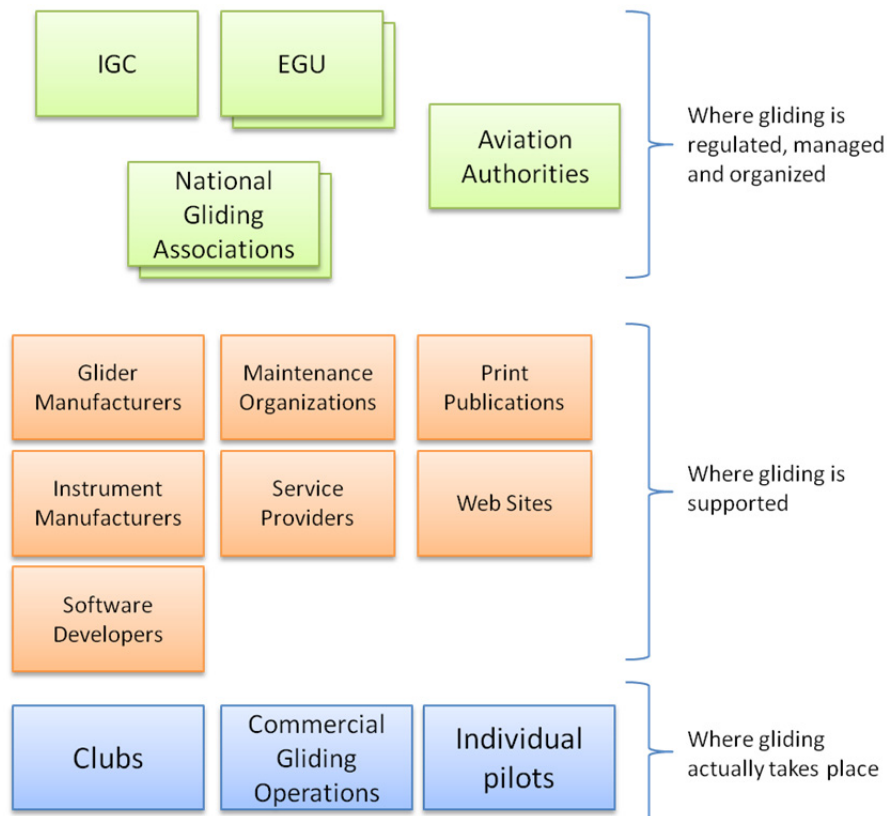 IGC
EGU
Aviation
Authorities
National
Gliding
Associations
Where gliding is
regulated, managed
and organized
Glider
Manufacturers
Maintenance
Organizations
Print
Publications
Instrument
Manufacturers
Service
Providers
Web Sites
Software
Developers
Where gliding is
supported
Clubs
Commercial
Gliding
Operations
Individual
pilots
Where gliding
actually takes place